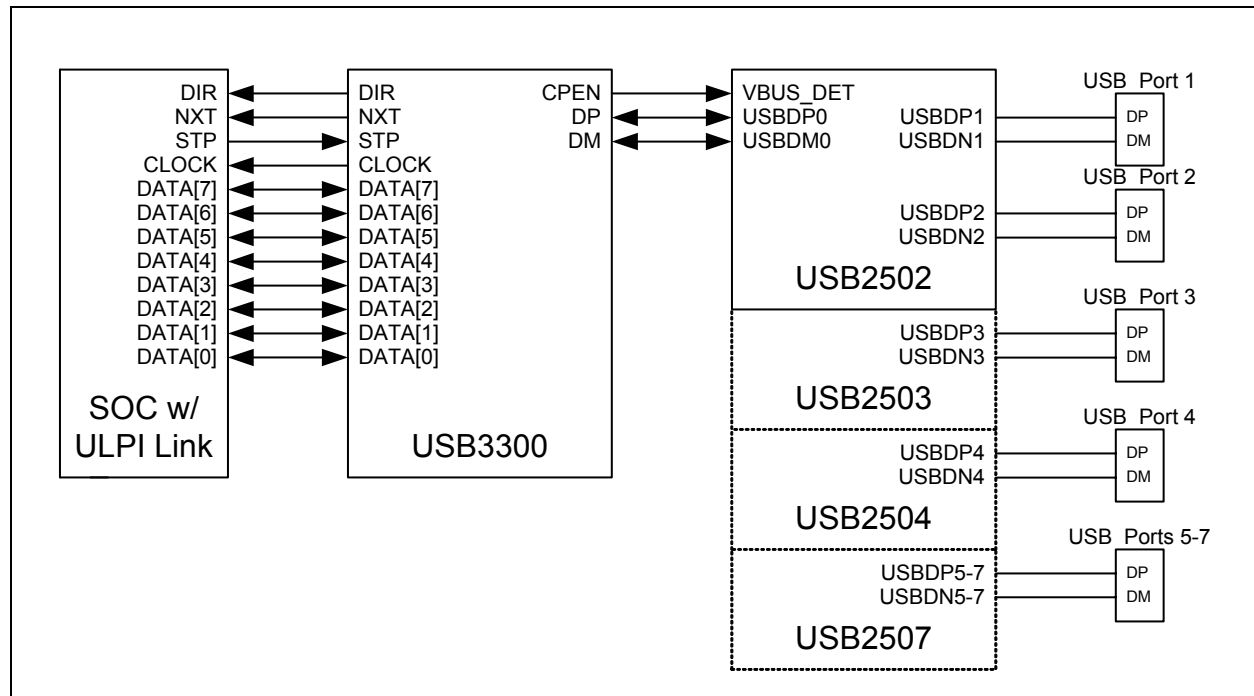 DIR
NXT
STP
CLOCK
DATA[7]
DATA[6]
DATA[5]
DATA[4]
DATA[3]
DATA[2]
DATA[1]
DATA[0]
SOC w/
ULPI Link
DIR
NXT
STP
CLOCK
DATA[7]
DATA[6]
DATA[5]
DATA[4]
DATA[3]
DATA[2]
DATA[1]
DATA[0]
CPEN
DP
DM
USB3300
VBUS_DET
USBDP0
USBDM0
USBDP1
USBDN1
USBDP2
USBDN2
USB2502
USBDP3
USBDN3
USB2503
USBDP4
USBDN4
USB2504
USBDP5-7
USBDN5-7
USB2507
USB Port 1
DP
DM
USB Port 2
DP
DM
USB Port 3
DP
DM
USB Port 4
DP
DM
USB Ports 5-7
DP
DM